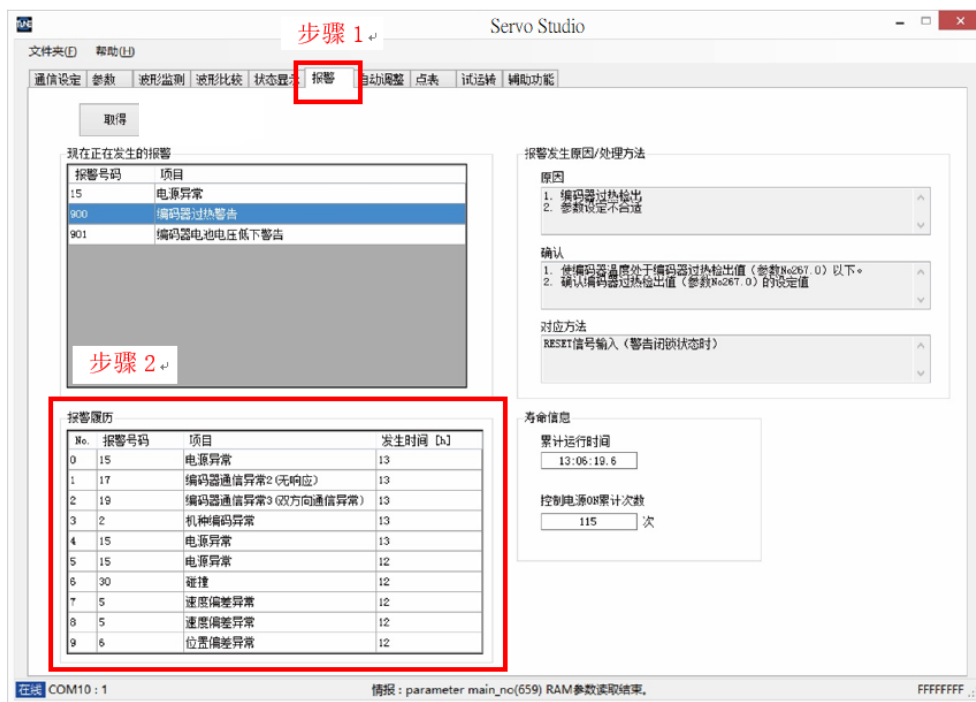 Servo Studio
步骤 1
文件夹(F) 帮助(H)
通信设定 参数 波形监测 波形比较 状态显示 报警 自动调整 点表 试运转 辅助功能
取得
现在正在发生的报警
报警号码 项目
15 电源异常
900 编码器过热警告
901 编码器电池电压低下警告
步骤 2
报警发生原因/处理方法
原因
1. 编码器过热检出
2. 参数设定不合适
确认
1. 使编码器温度处于编码器过热检出值(参数No267.0)以下。
2. 确认编码器过热检出值(参数No267.0)的设定值
对应方法
RESET信号输入(警告闭锁状态时)
报警履历
No. 报警号码 项目 发生时间 [h]
0 15 电源异常 13
1 17 编码器通信异常2(无响应) 13
2 19 编码器通信异常3(双方向通信异常) 13
3 2 机种编码异常 13
4 15 电源异常 13
5 15 电源异常 12
6 30 碰撞 12
7 5 速度偏差异常 12
8 5 速度偏差异常 12
9 6 位置偏差异常 12
寿命信息
累计运行时间
13:06:19.6
控制电源ON累计次数
115 次
在线 COM10 : 1 情报 : parameter main_no(659) RAM参数读取结束。 FFFFFFFF